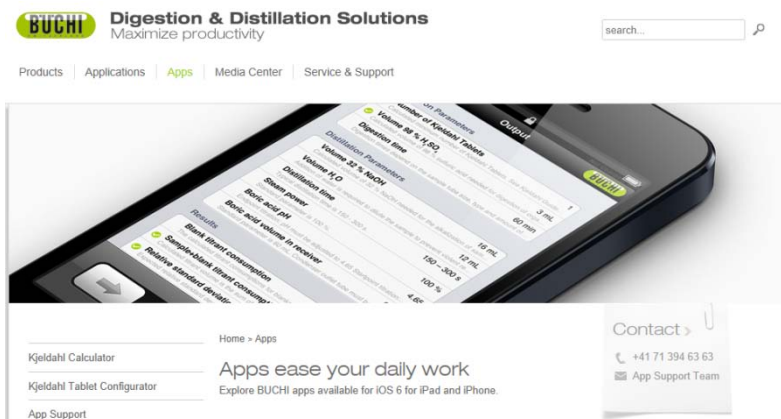 BUCHI
Digestion & Distillation Solutions
Maximize productivity
search...
Products
Applications
Apps
Media Center
Service & Support
Output
on Parameters
Number of Kjeldahl Tablets
1
Volume 98 % H2SO4
3 mL
Digestion time
60 min
Distillation Parameters
Volume 32 % NaOH
16 mL
Volume H2O
12 mL
Distillation time
150 – 300 s
Steam power
100 %
Boric acid pH
4.65
Boric acid volume in receiver
Results
Blank titrant consumption
Sample+blank titrant consumpt
Relative standard deviati
BUCHI
Kjeldahl Calculator
Kjeldahl Tablet Configurator
App Support
Home > Apps
Apps ease your daily work
Explore BUCHI apps available for iOS 6 for iPad and iPhone.
Contact >
+41 71 394 63 63
App Support Team